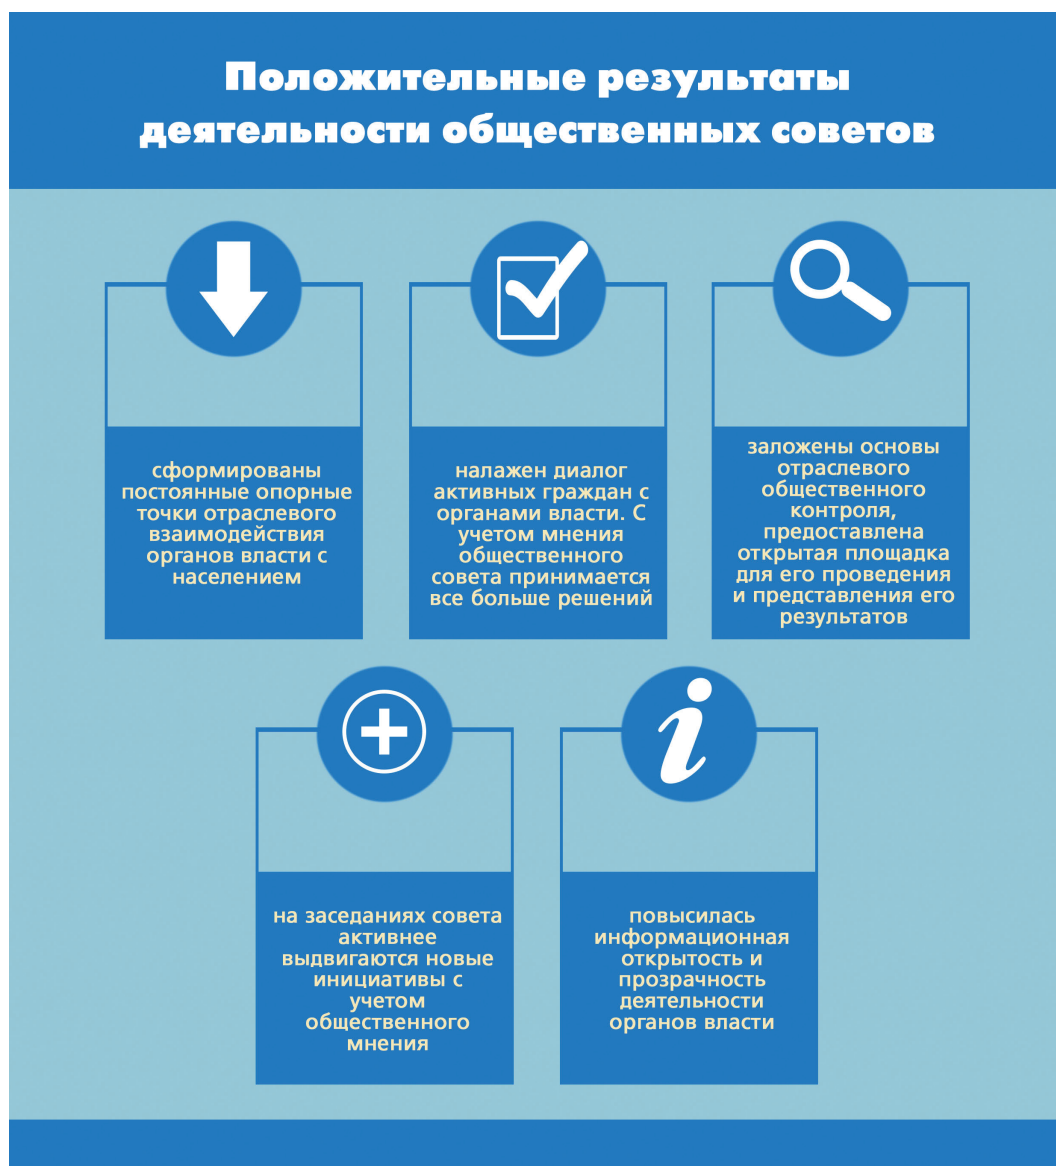 Положительные результаты
деятельности общественных советов
сформированы
постоянные опорные
точки отраслевого
взаимодействия
органов власти с
населением
налажен диалог
активных граждан с
органами власти. С
учетом мнения
общественного
совета принимается
все больше решений
заложены основы
отраслевого
общественного
контроля,
предоставлена
открытая площадка
для его проведения
и представления его
результатов
на заседаниях совета
активнее
выдвигаются новые
инициативы с
учетом
общественного
мнения
повысилась
информационная
открытость и
прозрачность
деятельности
органов власти